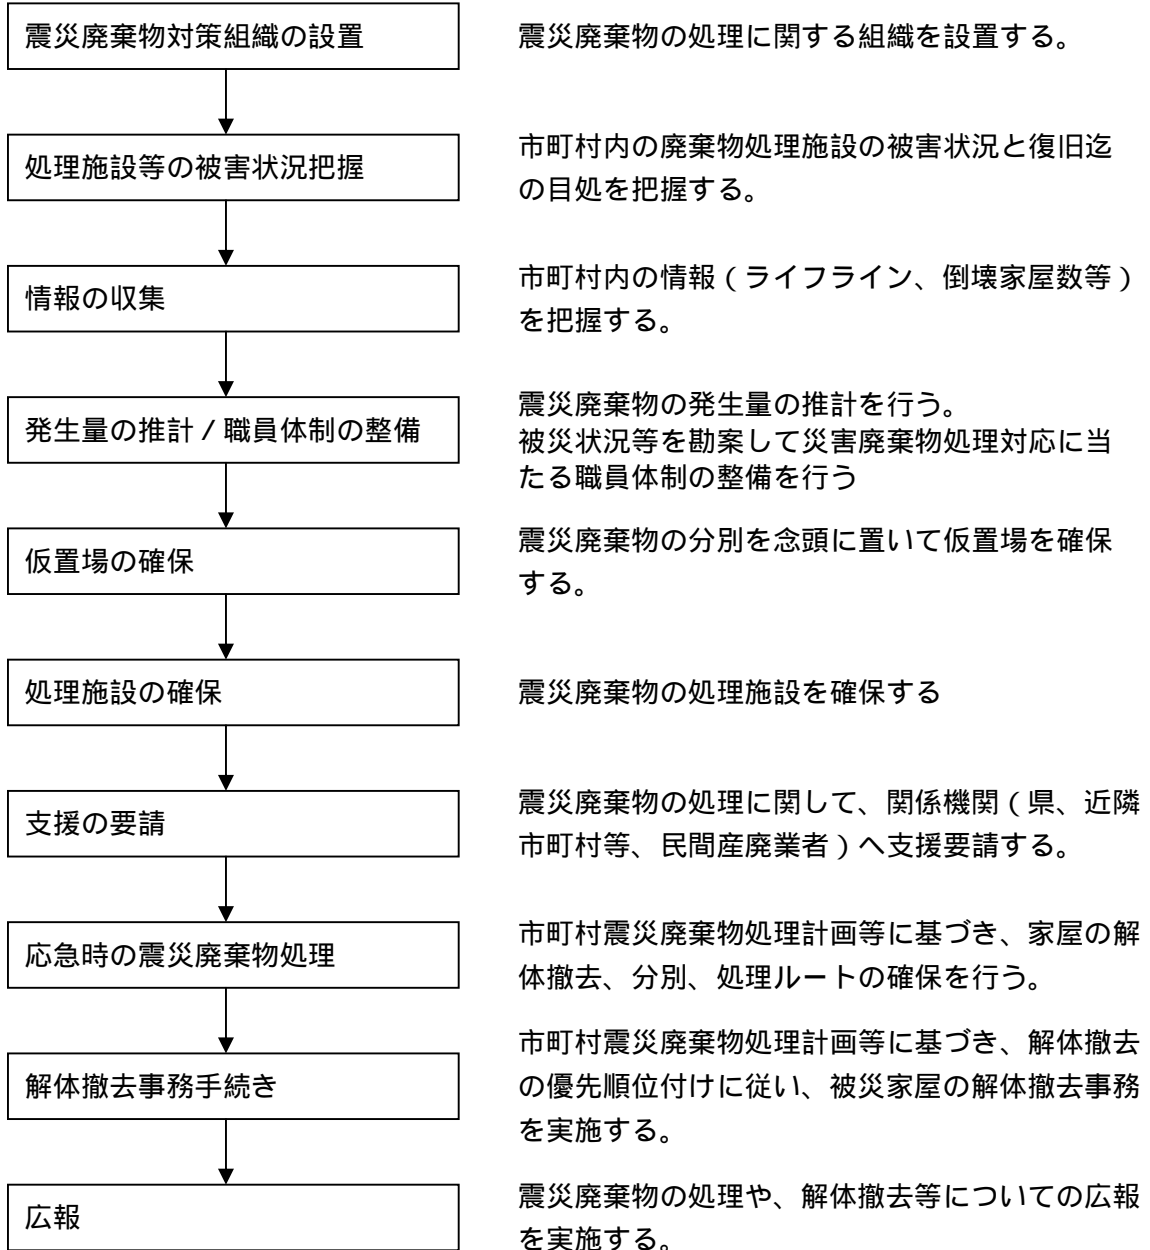 震災廃棄物対策組織の設置
震災廃棄物の処理に関する組織を設置する。
処理施設等の被害状況把握
市町村内の廃棄物処理施設の被害状況と復旧迄
の目処を把握する。
情報の収集
市町村内の情報（ライフライン、倒壊家屋数等）
を把握する。
発生量の推計／職員体制の整備
震災廃棄物の発生量の推計を行う。
被災状況等を勘案して災害廃棄物処理対応に当
たる職員体制の整備を行う
仮置場の確保
震災廃棄物の分別を念頭に置いて仮置場を確保
する。
処理施設の確保
震災廃棄物の処理施設を確保する
支援の要請
震災廃棄物の処理に関して、関係機関（県、近隣
市町村等、民間産廃業者）へ支援要請する。
応急時の震災廃棄物処理
市町村震災廃棄物処理計画等に基づき、家屋の解
体撤去、分別、処理ルートの確保を行う。
解体撤去事務手続き
市町村震災廃棄物処理計画等に基づき、解体撤去
の優先順位付けに従い、被災家屋の解体撤去事務
を実施する。
広報
震災廃棄物の処理や、解体撤去等についての広報
を実施する。